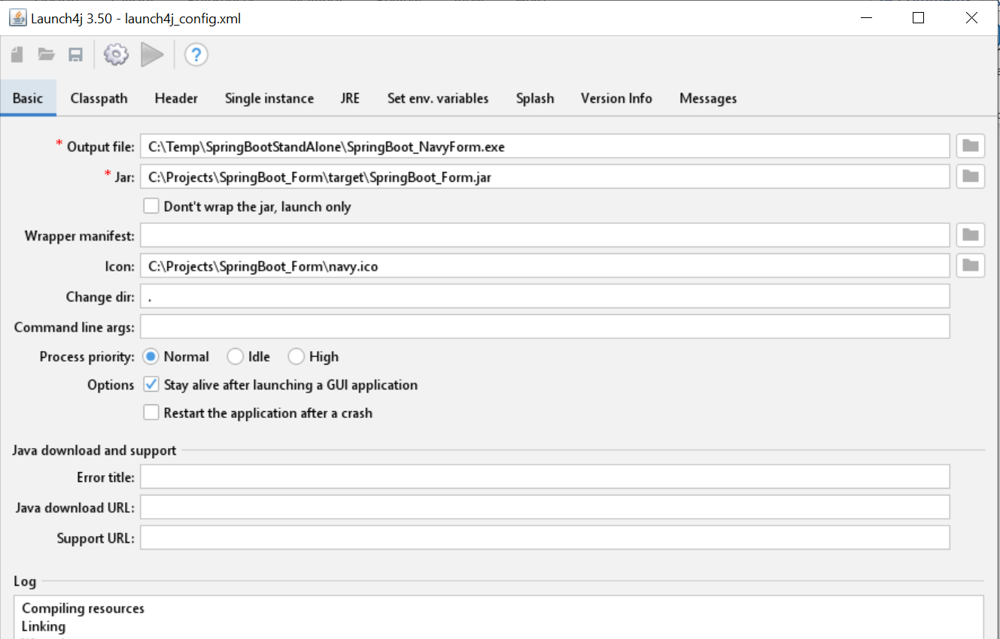 Launch4j 3.50 - launch4j_config.xml
?
Basic Classpath Header Single instance JRE Set env. variables Splash Version Info Messages
* Output file: C:\Temp\SpringBootStandAlone\SpringBoot_NavyForm.exe
* Jar: C:\Projects\SpringBoot_Form\target\SpringBoot_Form.jar
Dont't wrap the jar, launch only
Wrapper manifest:
Icon: C:\Projects\SpringBoot_Form\navy.ico
Change dir: .
Command line args:
Process priority: Normal Idle High
Options Stay alive after launching a GUI application
Restart the application after a crash
Java download and support
Error title:
Java download URL:
Support URL:
Log
Compiling resources
Linking